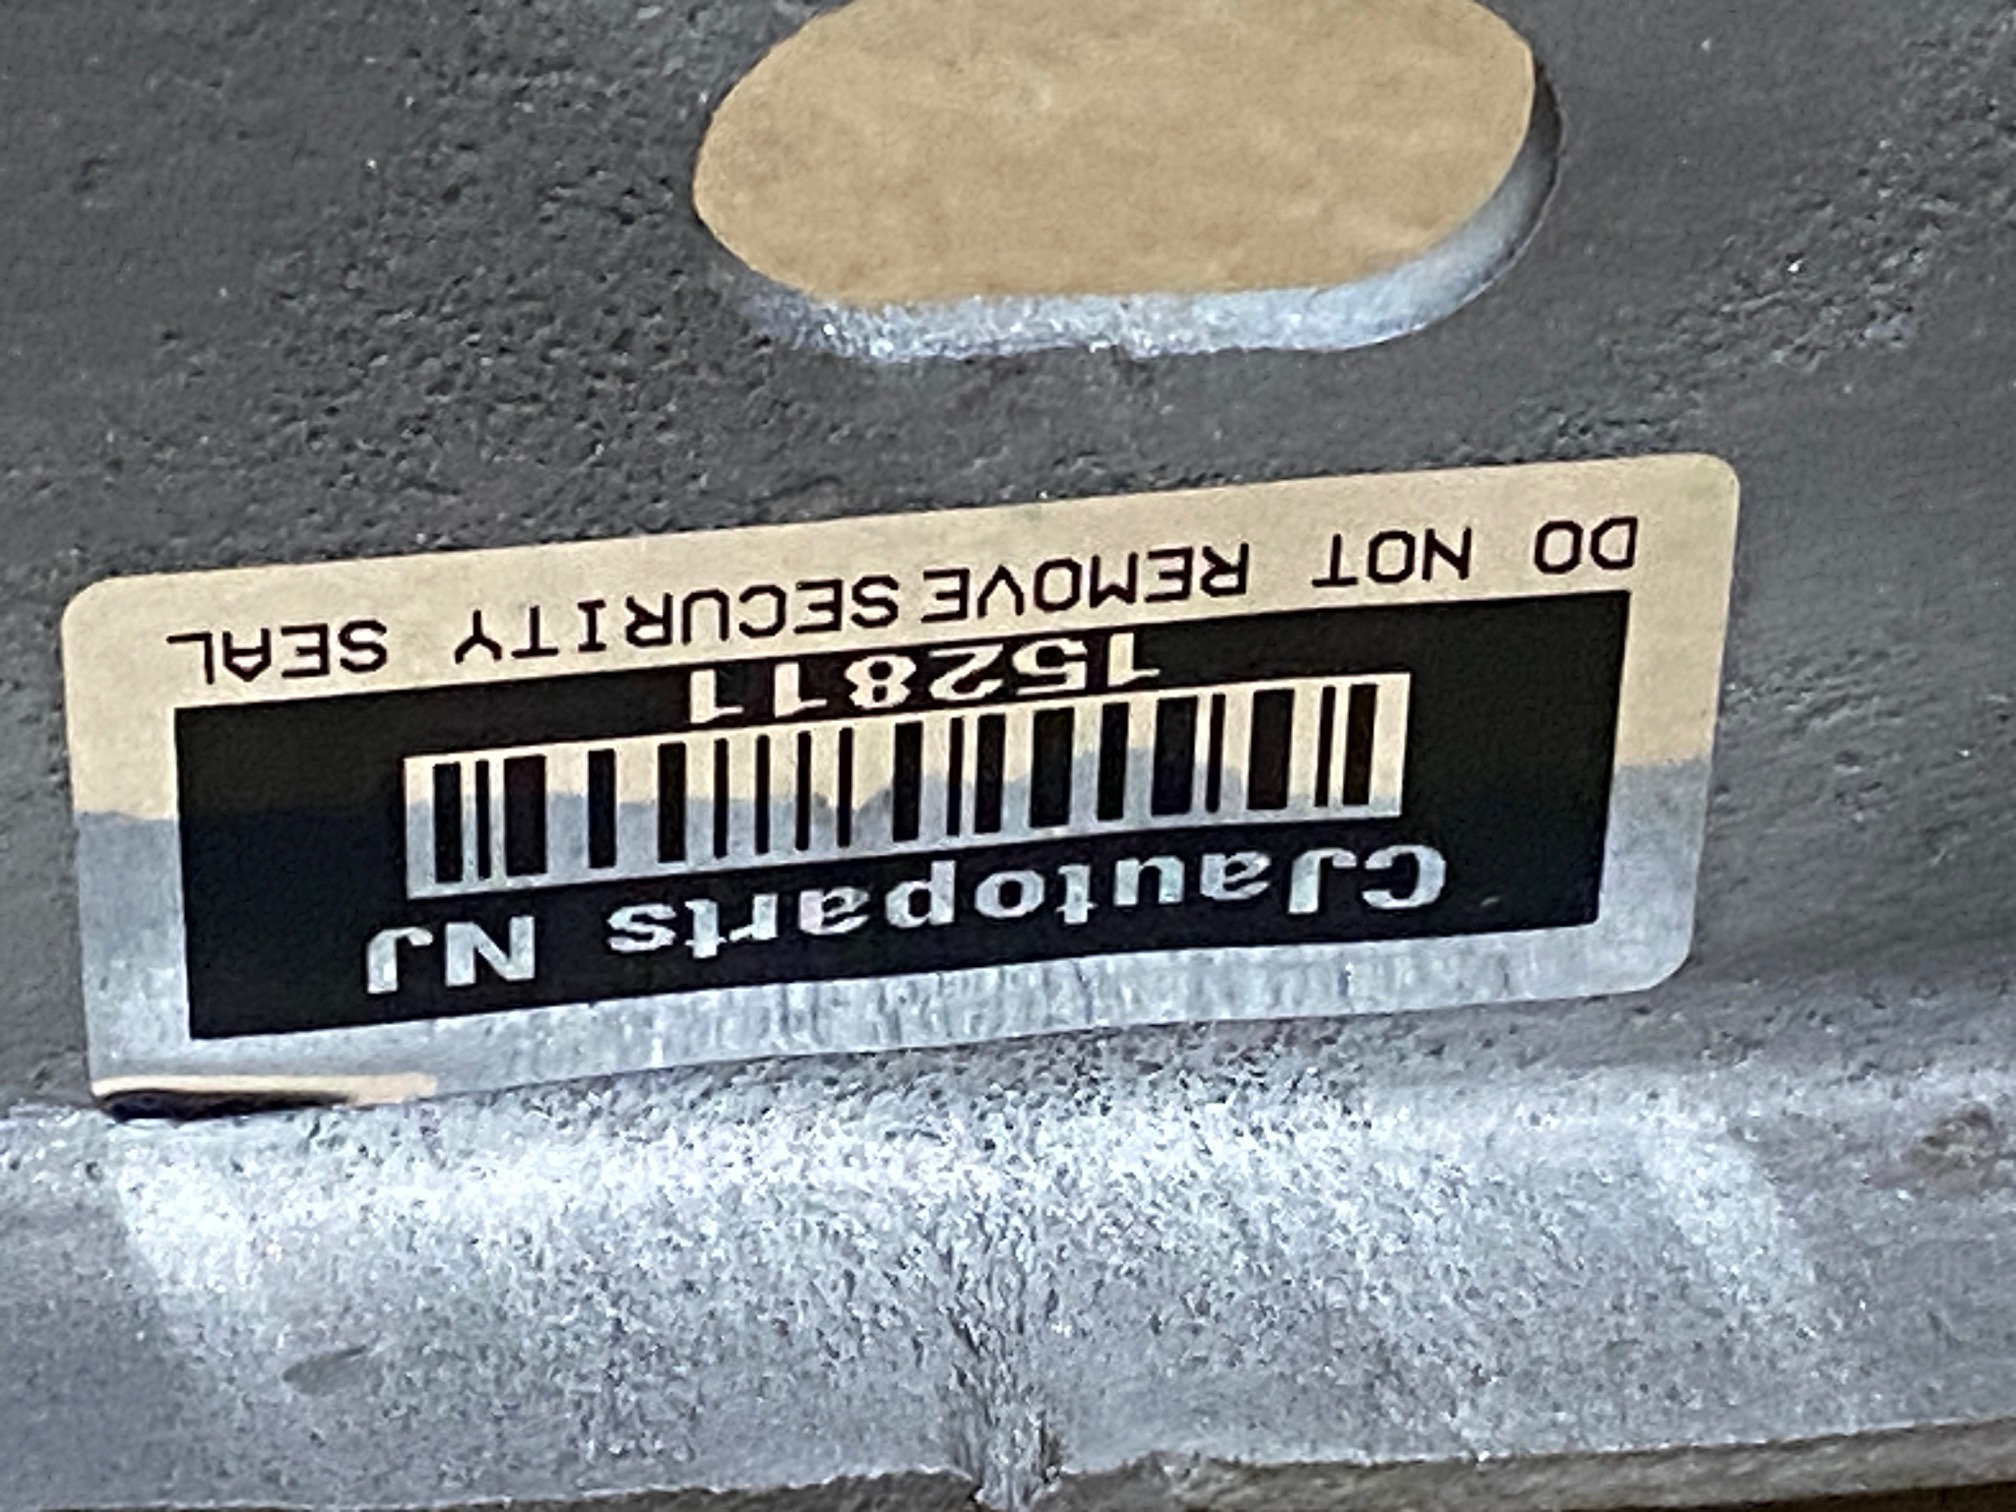 CJautoparts NJ
152811
DO NOT REMOVE SECURITY SEAL